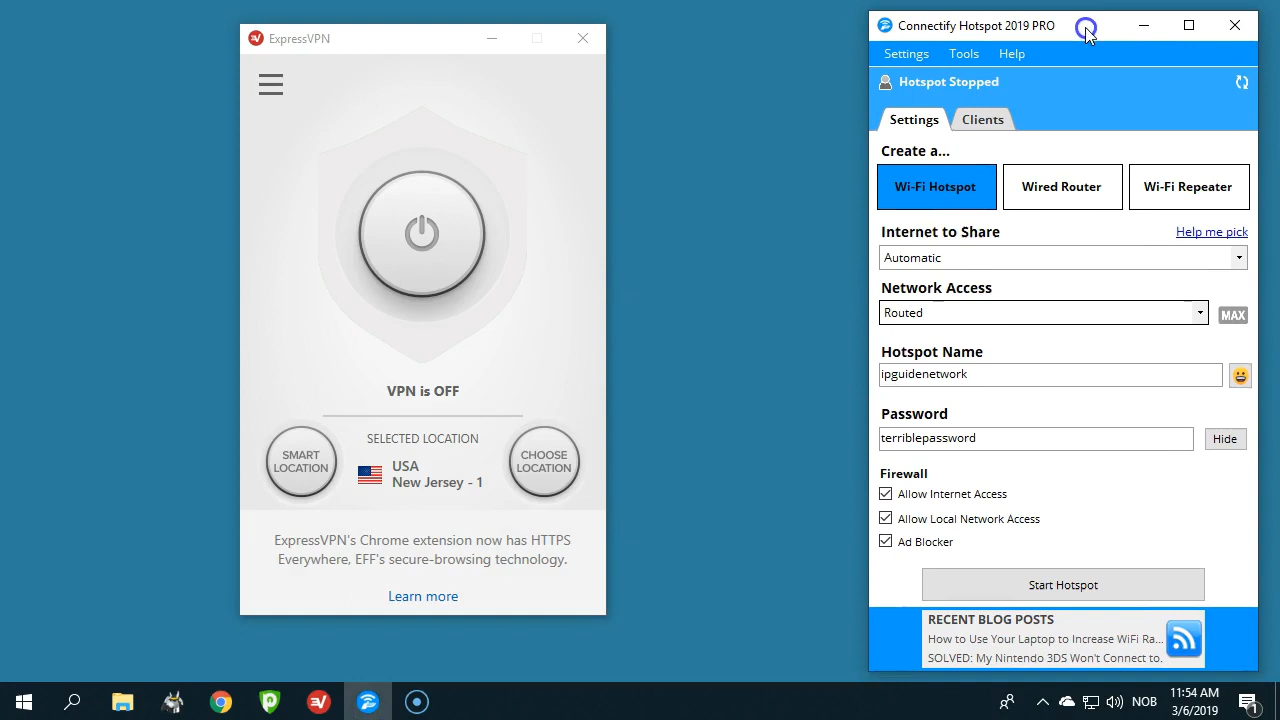 ExpressVPN
VPN is OFF
SMART
LOCATION
SELECTED LOCATION
USA
New Jersey - 1
CHOOSE
LOCATION
ExpressVPN's Chrome extension now has HTTPS
Everywhere, EFF's secure-browsing technology.
Learn more
Connectify Hotspot 2019 PRO
Settings Tools Help
Hotspot Stopped
Settings Clients
Create a...
Wi-Fi Hotspot Wired Router Wi-Fi Repeater
Internet to Share Help me pick
Automatic
Network Access
Routed MAX
Hotspot Name
ipguidenetwork
Password
terriblepassword Hide
Firewall
Allow Internet Access
Allow Local Network Access
Ad Blocker
Start Hotspot
RECENT BLOG POSTS
How to Use Your Laptop to Increase WiFi Ra...
SOLVED: My Nintendo 3DS Won't Connect to.
NOB
11:54 AM
3/6/2019
1